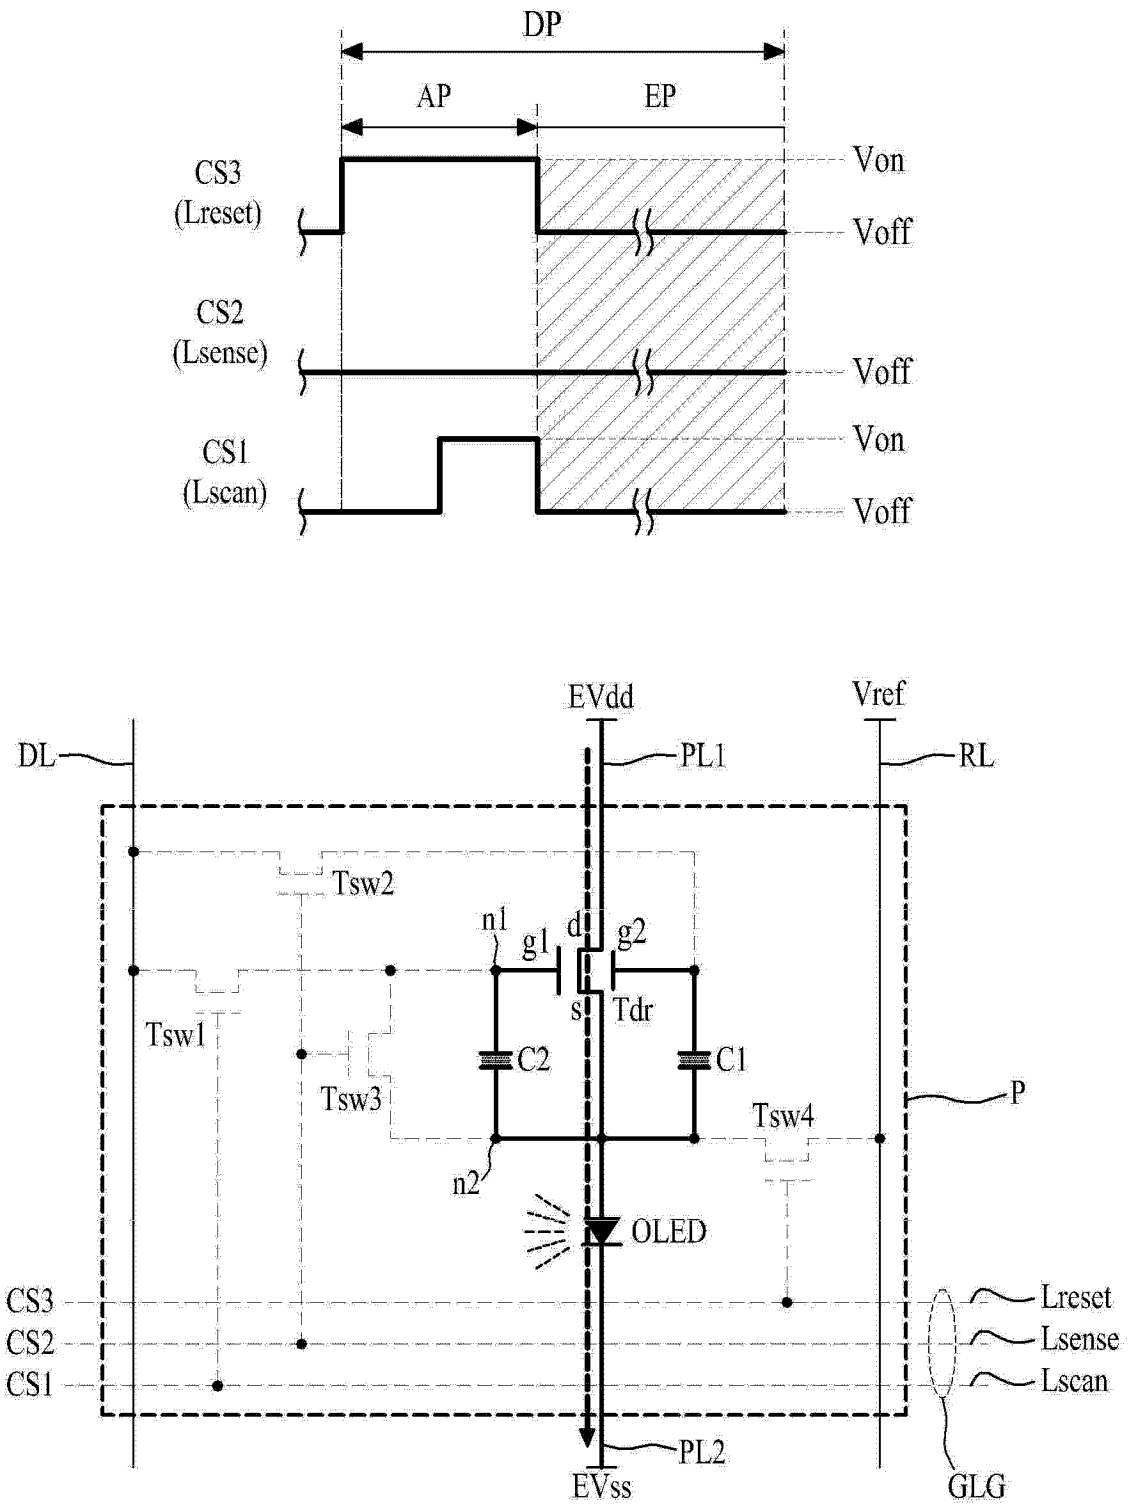 DP
AP
EP
CS3
(Lreset)
Von
Voff
CS2
(Lsense)
Voff
CS1
(Lscan)
Von
Voff
EVdd
Vref
DL
PL1
RL
Tsw2
n1
g1
d
g2
Tsw1
s
Tdr
C2
C1
Tsw3
Tsw4
P
n2
OLED
CS3
Lreset
CS2
Lsense
CS1
Lscan
PL2
EVss
GLG